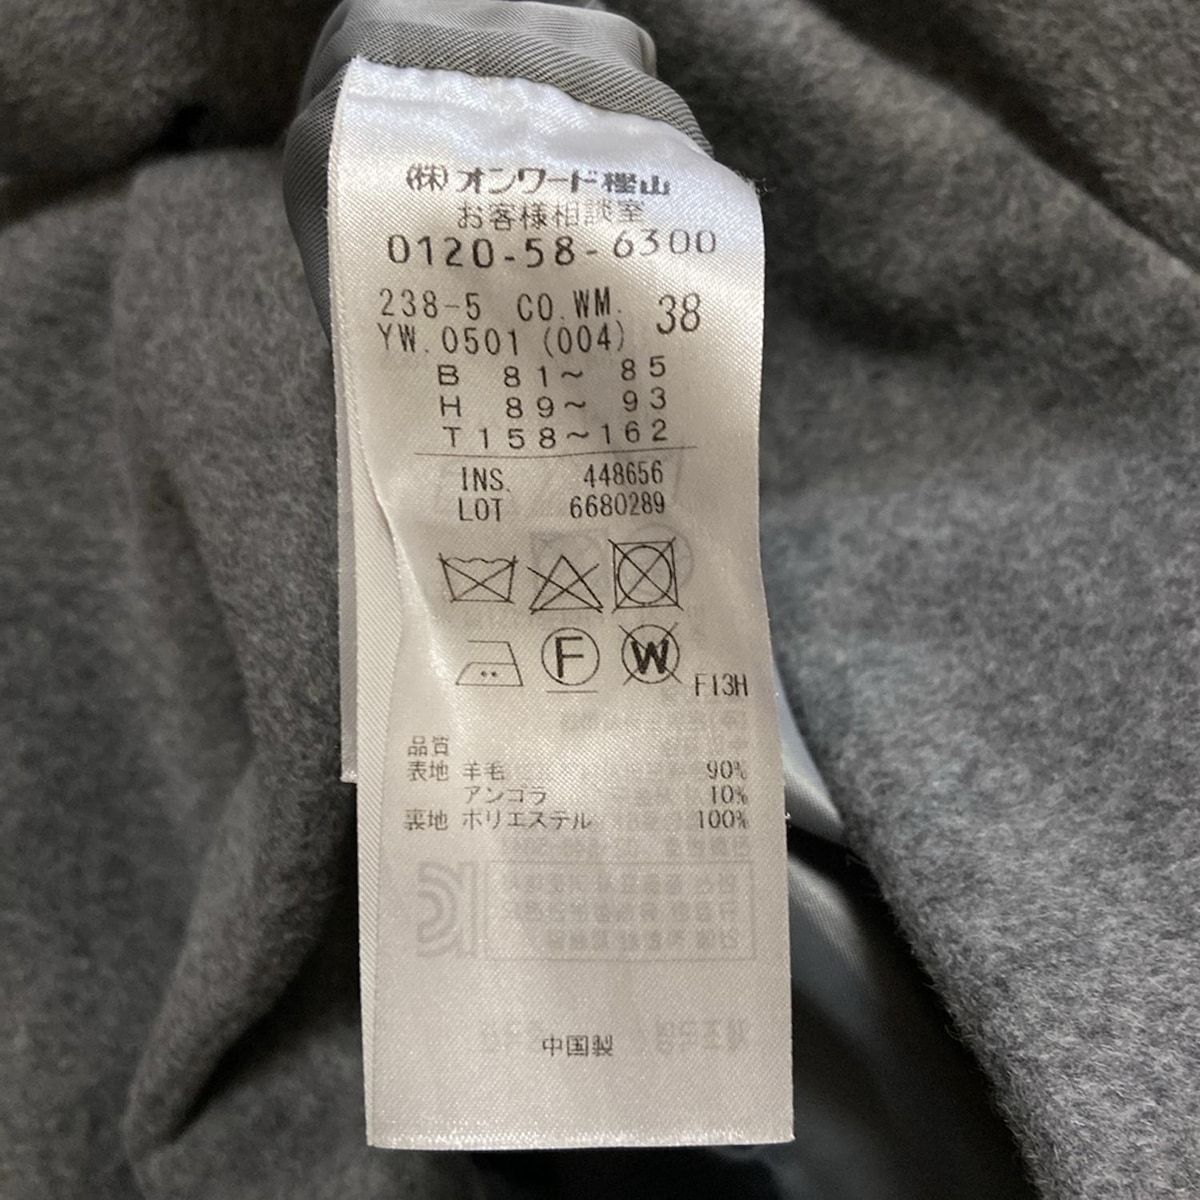 (株)オンワード樫山
お客様相談室
0120-58-6300
238-5 CO.WM. 38
YW.0501 (004)
B 81～ 85
H 89～ 93
T158～162
INS. 448656
LOT 6680289
F W
F13H
品質
表地 羊毛 90%
アンゴラ 10%
裏地 ポリエステル 100%
中国製